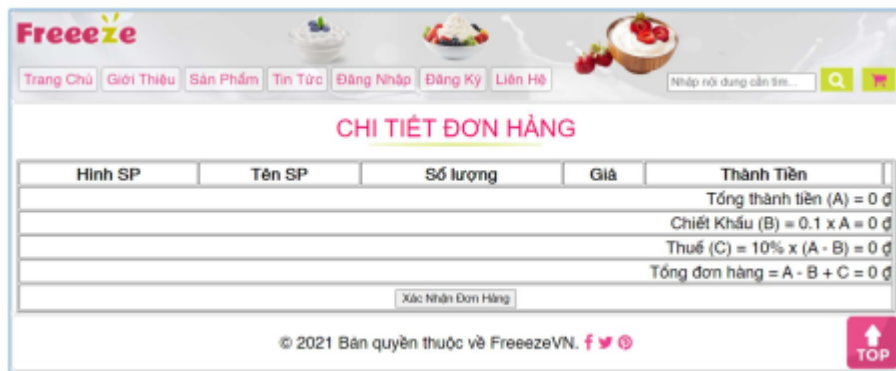 Freeeze
Trang Chủ Giới Thiệu Sản Phẩm Tin Tức Đăng Nhập Đăng Ký Liên Hệ Nhập nội dung cần tìm...
CHI TIẾT ĐƠN HÀNG
Hình SP Tên SP Số lượng Giá Thành Tiền
Tổng thành tiền (A) = 0 ₫
Chiết Khấu (B) = 0.1 x A = 0 ₫
Thuế (C) = 10% x (A - B) = 0 ₫
Tổng đơn hàng = A - B + C = 0 ₫
Xác Nhận Đơn Hàng
© 2021 Bản quyền thuộc về FreeezeVN.
TOP